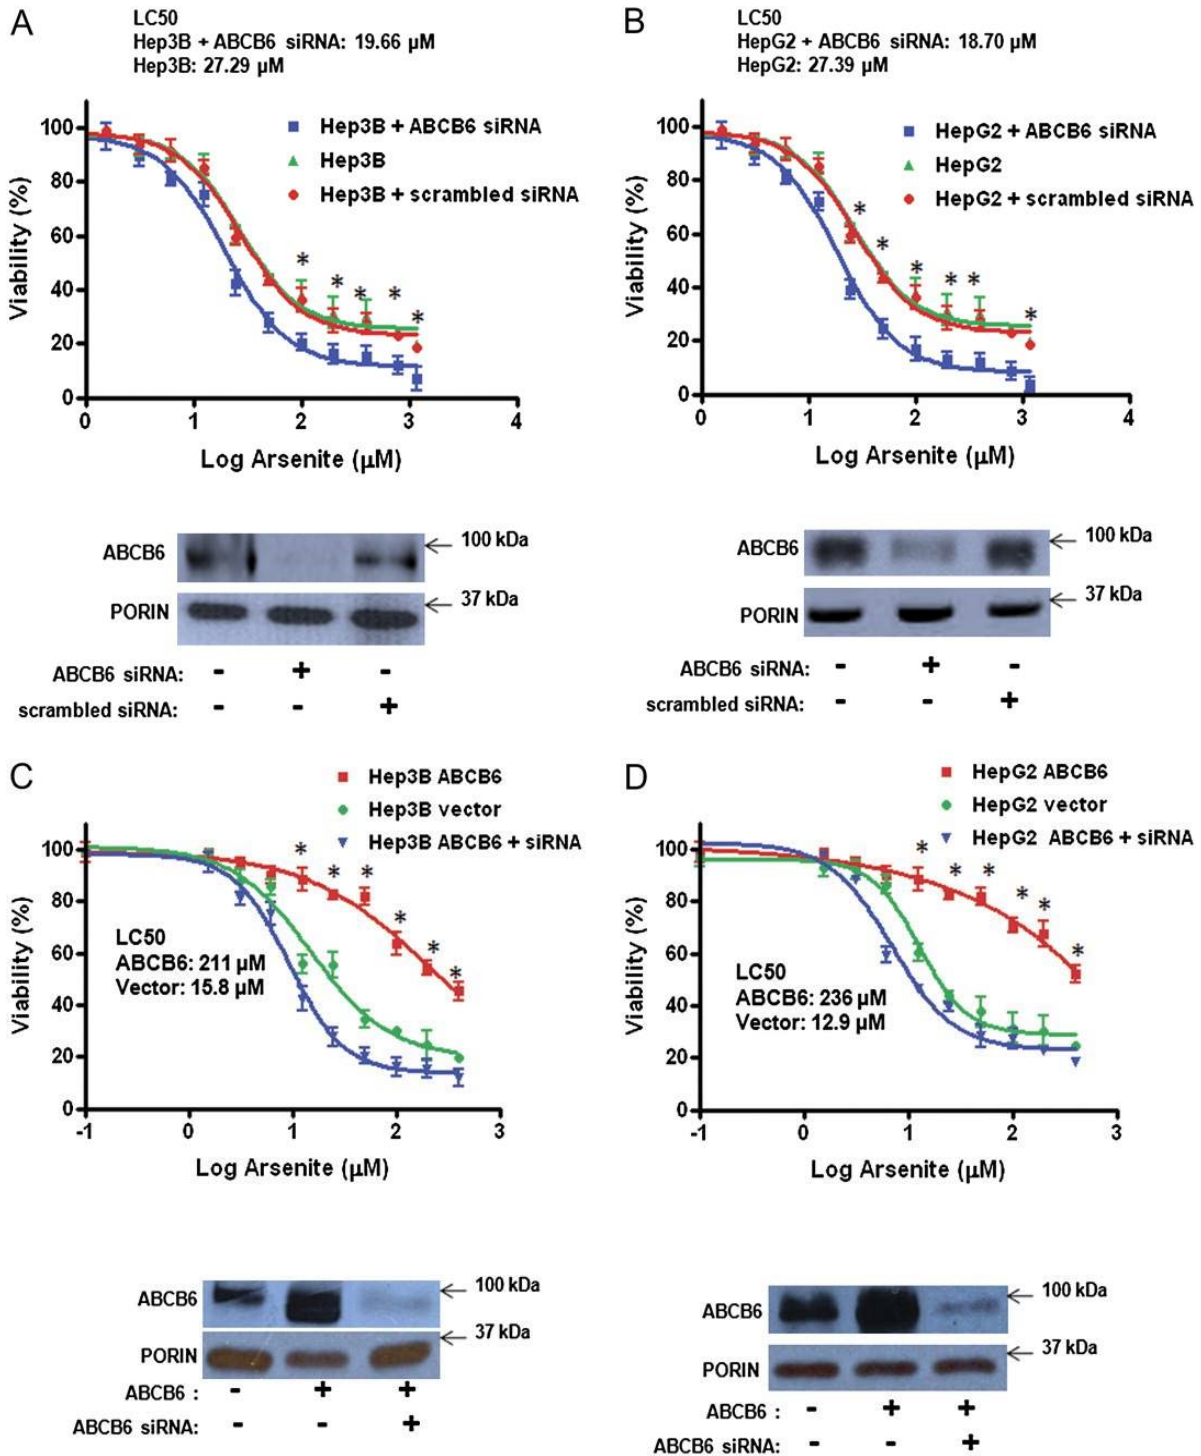 A
LC50
Hep3B + ABCB6 siRNA: 19.66 µM
Hep3B: 27.29 µM
Hep3B + ABCB6 siRNA
Hep3B
Hep3B + scrambled siRNA
Viability (%)
100
80
60
40
20
0
* * * * *
0 1 2 3 4
Log Arsenite (µM)
ABCB6
100 kDa
PORIN
37 kDa
ABCB6 siRNA: - + -
scrambled siRNA: - - +
B
LC50
HepG2 + ABCB6 siRNA: 18.70 µM
HepG2: 27.39 µM
HepG2 + ABCB6 siRNA
HepG2
HepG2 + scrambled siRNA
Viability (%)
100
80
60
40
20
0
* * * * * *
0 1 2 3 4
Log Arsenite (µM)
ABCB6
100 kDa
PORIN
37 kDa
ABCB6 siRNA: - + -
scrambled siRNA: - - +
C
Hep3B ABCB6
Hep3B vector
Hep3B ABCB6 + siRNA
Viability (%)
100
80
60
40
20
0
* * * * * *
LC50
ABCB6: 211 µM
Vector: 15.8 µM
-1 0 1 2 3
Log Arsenite (µM)
ABCB6
100 kDa
PORIN
37 kDa
ABCB6 : - + +
ABCB6 siRNA: - - +
D
HepG2 ABCB6
HepG2 vector
HepG2 ABCB6 + siRNA
Viability (%)
100
80
60
40
20
0
* * * * * *
LC50
ABCB6: 236 µM
Vector: 12.9 µM
-1 0 1 2 3
Log Arsenite (µM)
ABCB6
100 kDa
PORIN
37 kDa
ABCB6 : - + +
ABCB6 siRNA: - - +